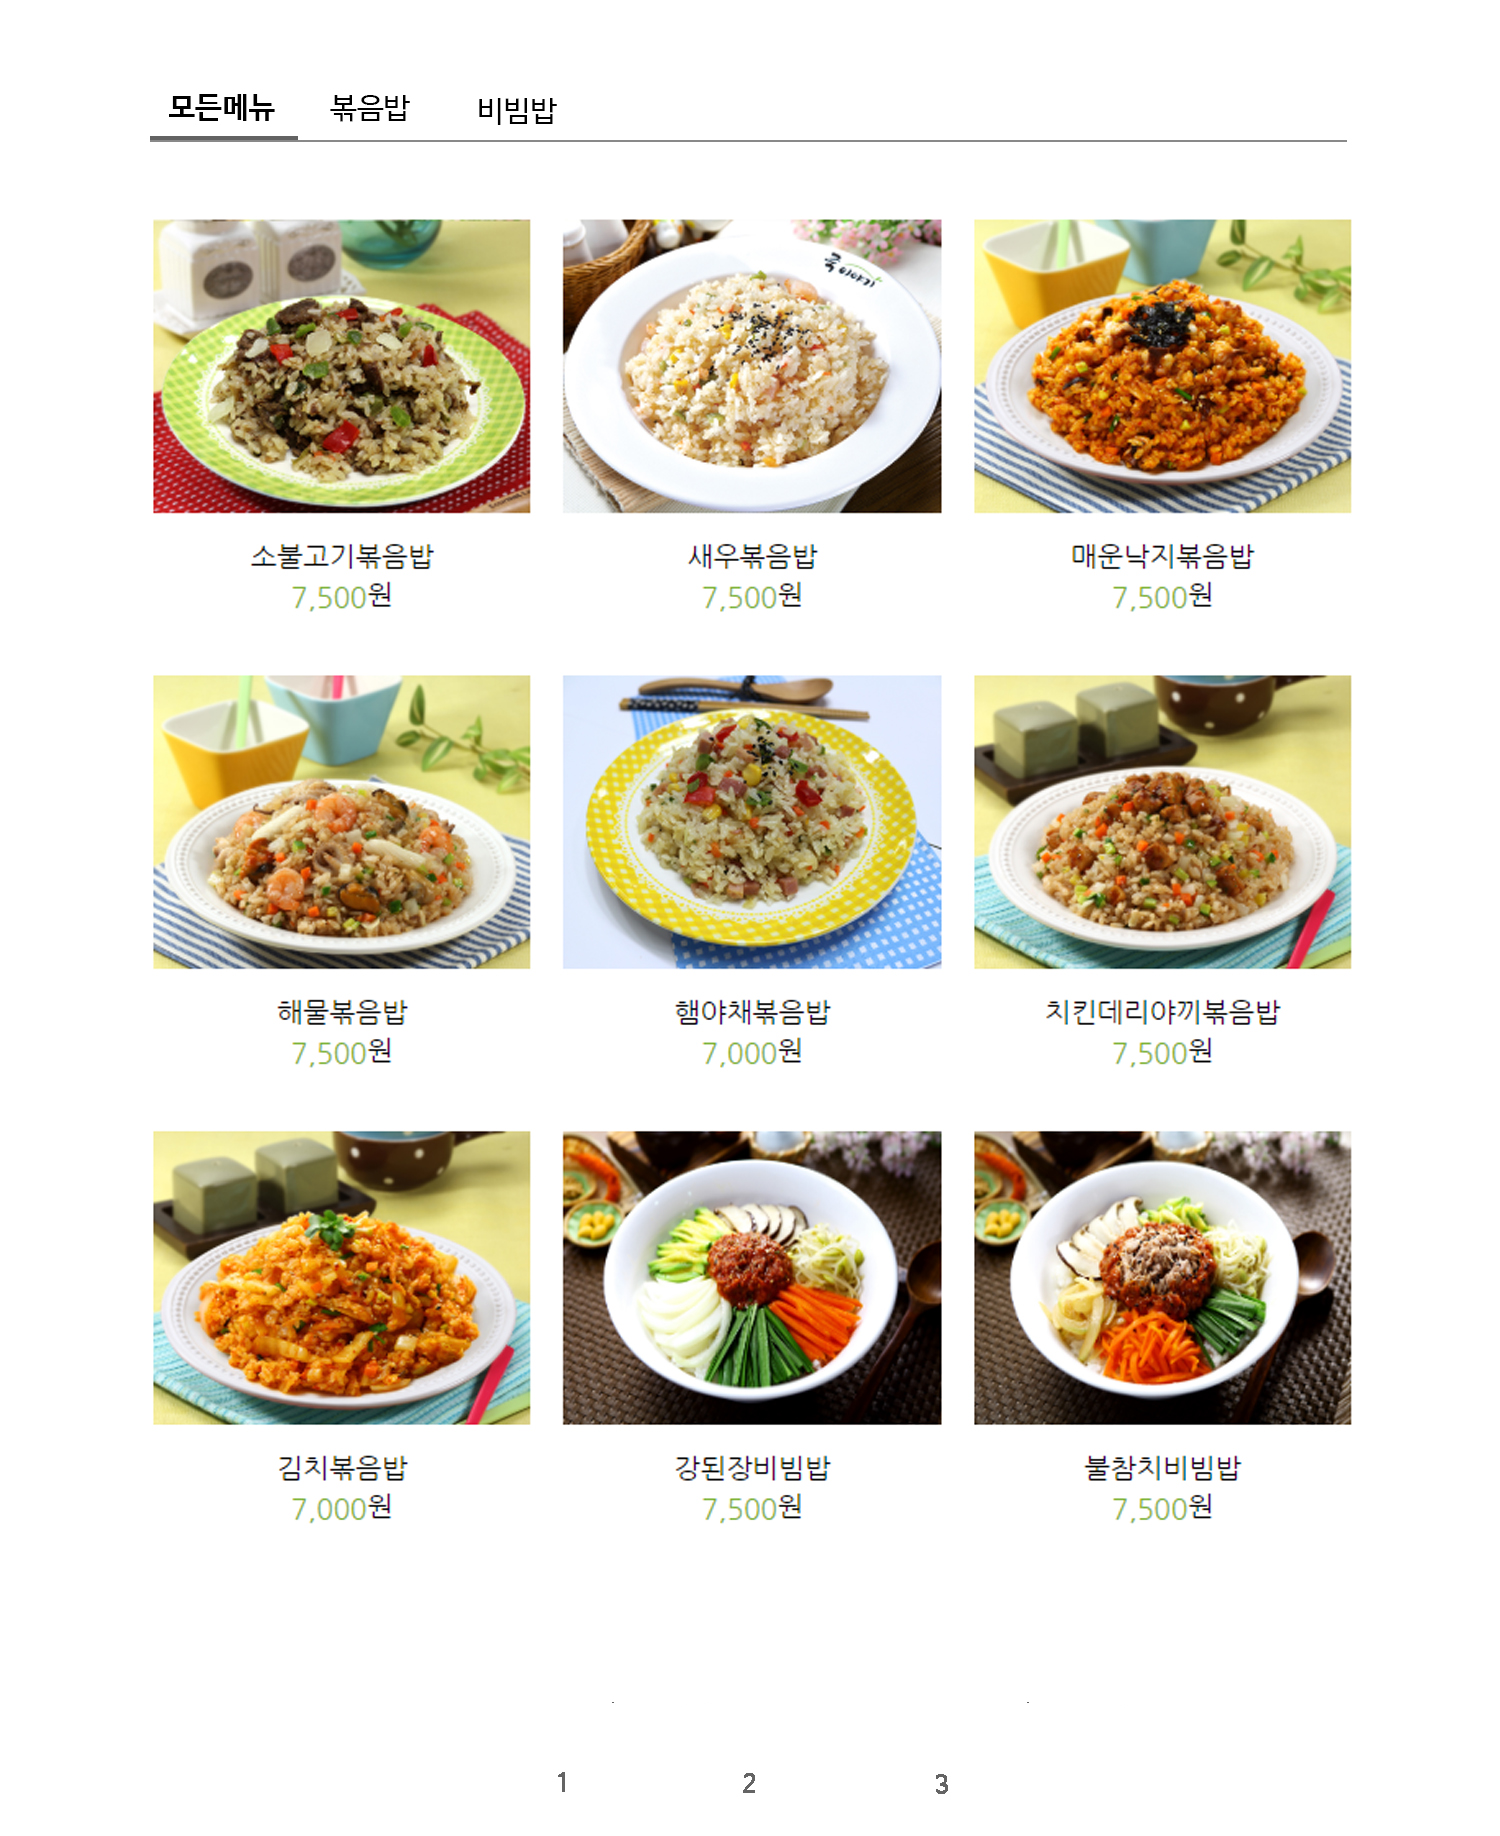 모든메뉴 볶음밥 비빔밥
쿡이야기
소불고기볶음밥 새우볶음밥 매운낙지볶음밥
7,500원 7,500원 7,500원
해물볶음밥 햄야채볶음밥 치킨데리야끼볶음밥
7,500원 7,000원 7,500원
김치볶음밥 강된장비빔밥 불참치비빔밥
7,000원 7,500원 7,500원
1 2 3